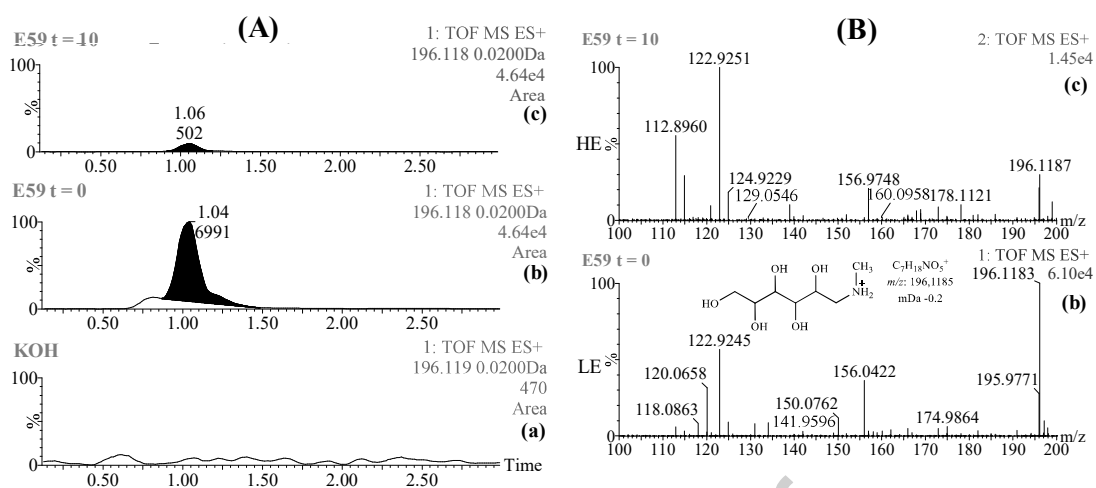 (A)
E59 t = 10
1: TOF MS ES+
196.118 0.0200Da
4.64e4
Area
(c)
100
%
0
1.06
502
0.50 1.00 1.50 2.00 2.50
E59 t = 0
1: TOF MS ES+
196.118 0.0200Da
4.64e4
Area
(b)
100
%
0
1.04
6991
0.50 1.00 1.50 2.00 2.50
KOH
1: TOF MS ES+
196.119 0.0200Da
470
Area
(a)
100
%
0
Time
0.50 1.00 1.50 2.00 2.50
(B)
E59 t = 10
2: TOF MS ES+
1.45e4
(c)
100
HE %
0
122.9251
112.8960
124.9229
129.0546
156.9748
160.0958
178.1121
196.1187
m/z
100 110 120 130 140 150 160 170 180 190 200
E59 t = 0
1: TOF MS ES+
6.10e4
(b)
196.1183
100
LE %
0
HO
OH
OH
OH
OH
OH
CH3
+
NH2
C7H18NO5+
m/z: 196,1185
mDa -0.2
122.9245
120.0658
118.0863
141.9596
150.0762
156.0422
174.9864
195.9771
m/z
100 110 120 130 140 150 160 170 180 190 200